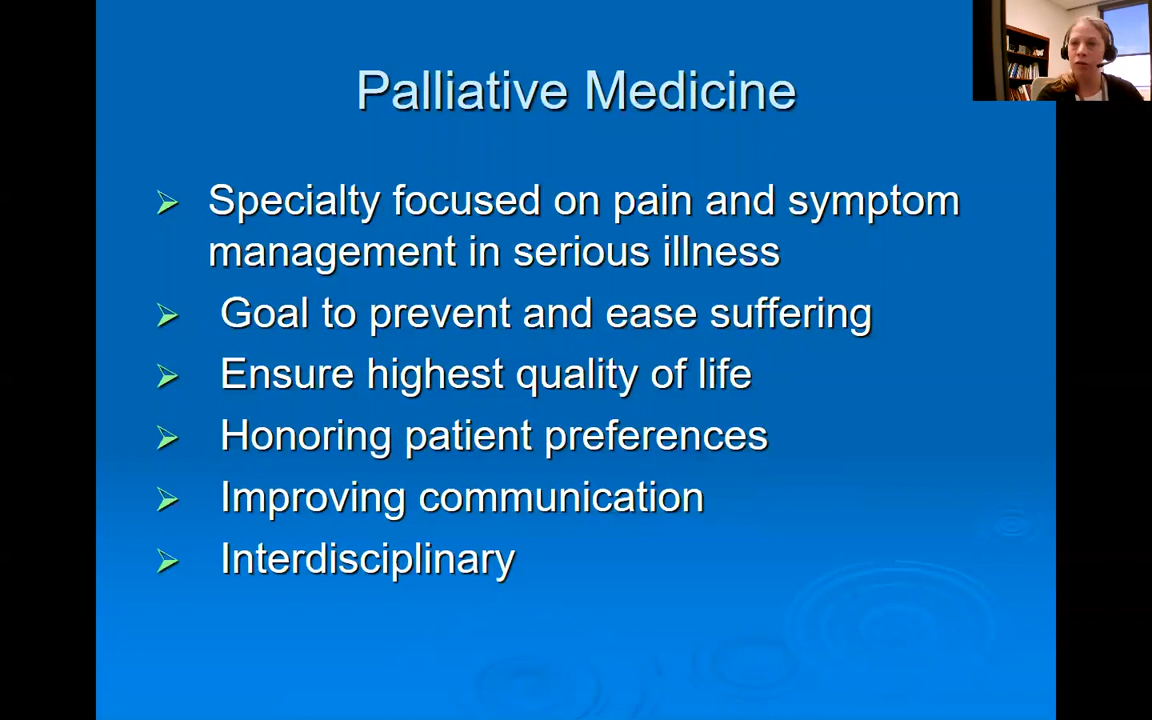 Palliative Medicine
Specialty focused on pain and symptom
management in serious illness
Goal to prevent and ease suffering
Ensure highest quality of life
Honoring patient preferences
Improving communication
Interdisciplinary